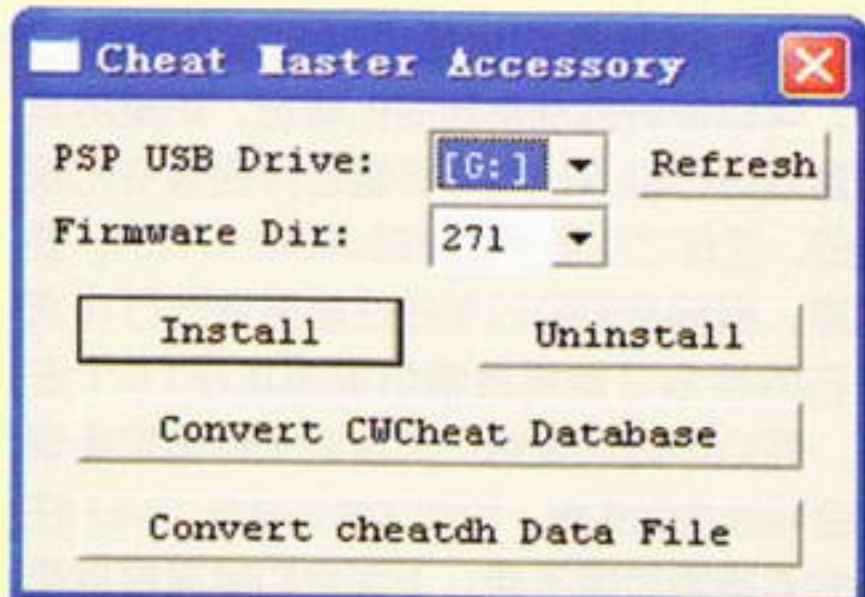 Cheat Master Accessory
PSP USB Drive: [G:] Refresh
Firmware Dir: 271
Install Uninstall
Convert CWCheat Database
Convert cheatdh Data File